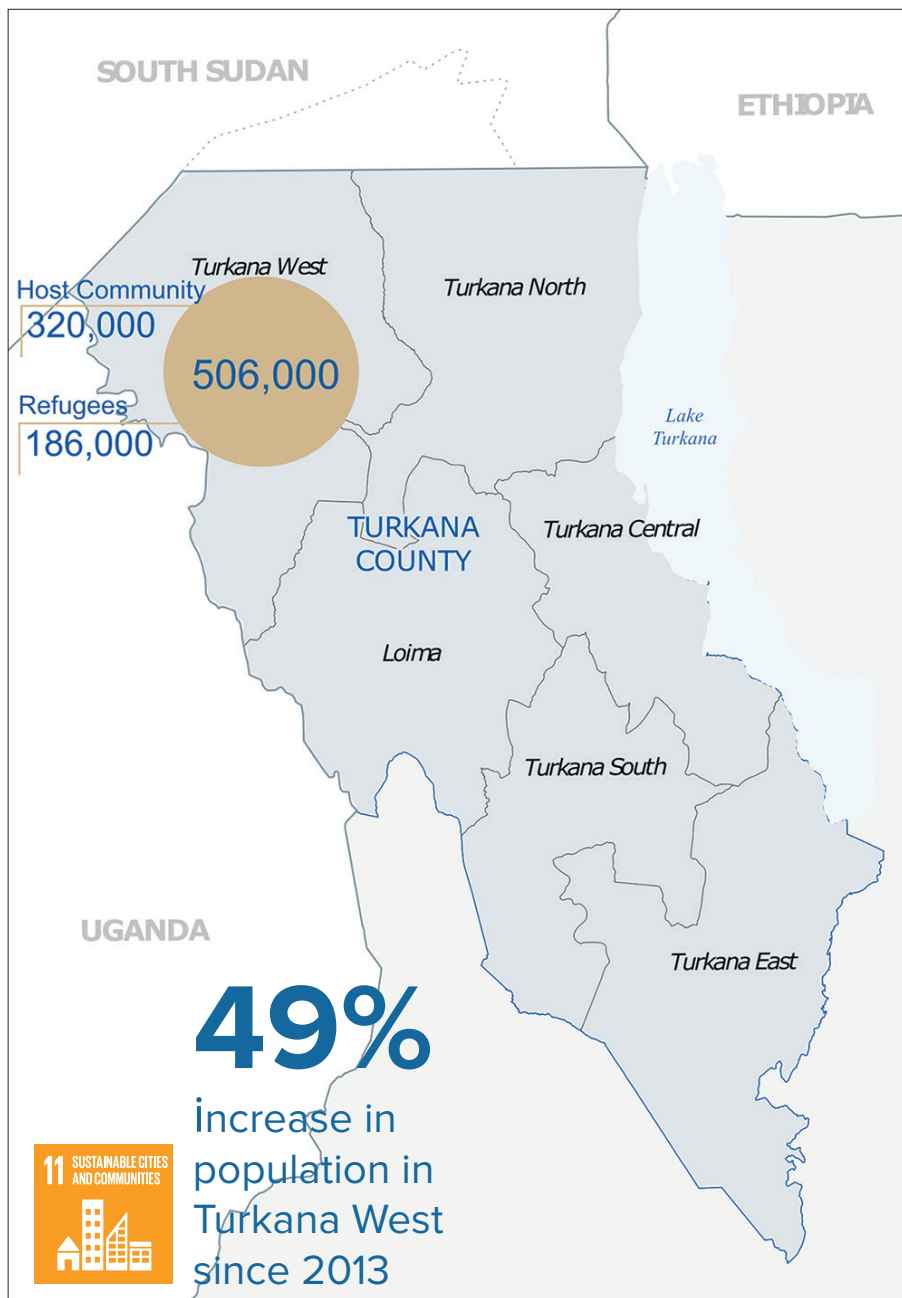 SOUTH SUDAN
ETHIOPIA
Turkana West
Turkana North
Host Community
320,000
506,000
Refugees
186,000
Lake
Turkana
TURKANA
COUNTY
Turkana Central
Loima
Turkana South
UGANDA
Turkana East
49%
Increase in
population in
Turkana West
since 2013
11 SUSTAINABLE CITIES
AND COMMUNITIES